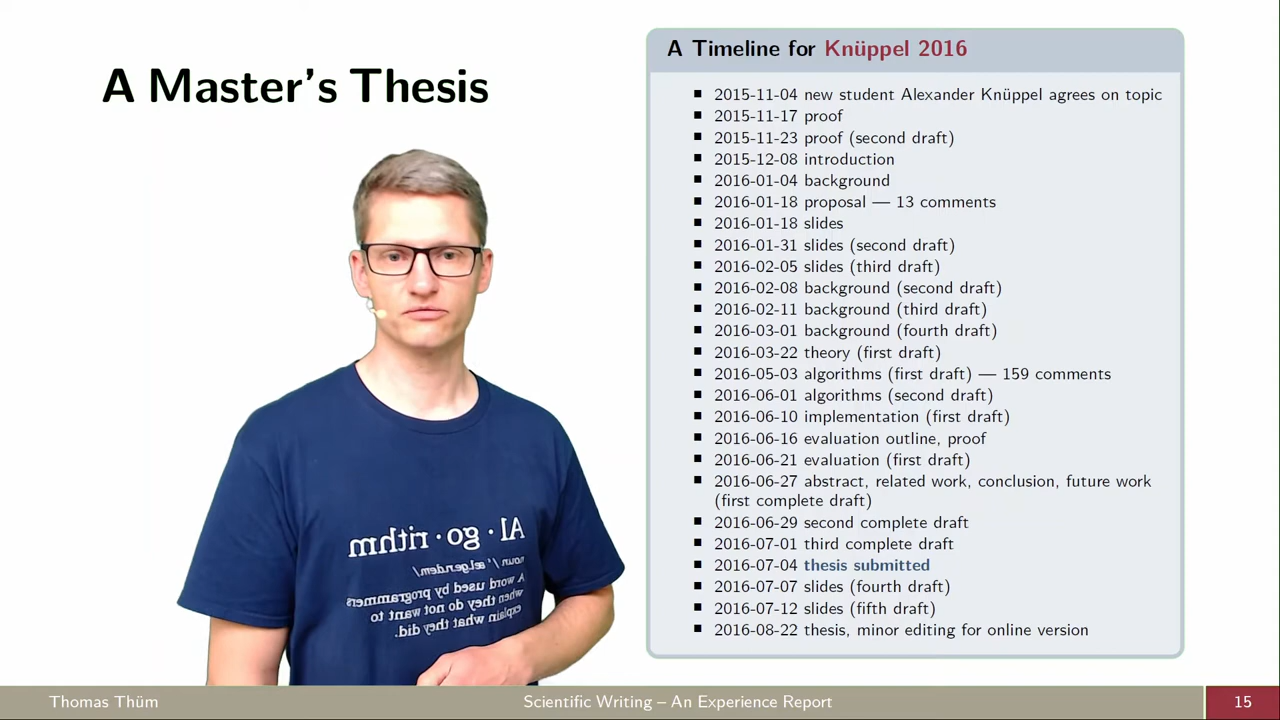 A Master's Thesis
A Timeline for Knüppel 2016
■ 2015-11-04 new student Alexander Knüppel agrees on topic
■ 2015-11-17 proof
■ 2015-11-23 proof (second draft)
■ 2015-12-08 introduction
■ 2016-01-04 background
■ 2016-01-18 proposal — 13 comments
■ 2016-01-18 slides
■ 2016-01-31 slides (second draft)
■ 2016-02-05 slides (third draft)
■ 2016-02-08 background (second draft)
■ 2016-02-11 background (third draft)
■ 2016-03-01 background (fourth draft)
■ 2016-03-22 theory (first draft)
■ 2016-05-03 algorithms (first draft) — 159 comments
■ 2016-06-01 algorithms (second draft)
■ 2016-06-10 implementation (first draft)
■ 2016-06-16 evaluation outline, proof
■ 2016-06-21 evaluation (first draft)
■ 2016-06-27 abstract, related work, conclusion, future work
(first complete draft)
■ 2016-06-29 second complete draft
■ 2016-07-01 third complete draft
■ 2016-07-04 thesis submitted
■ 2016-07-07 slides (fourth draft)
■ 2016-07-12 slides (fifth draft)
■ 2016-08-22 thesis, minor editing for online version
Al·go·rithm
noun /ˈælgəˌrɪðəm/
A word used by programmers
when they do not want to
explain what they did.
Thomas Thüm
Scientific Writing – An Experience Report
15